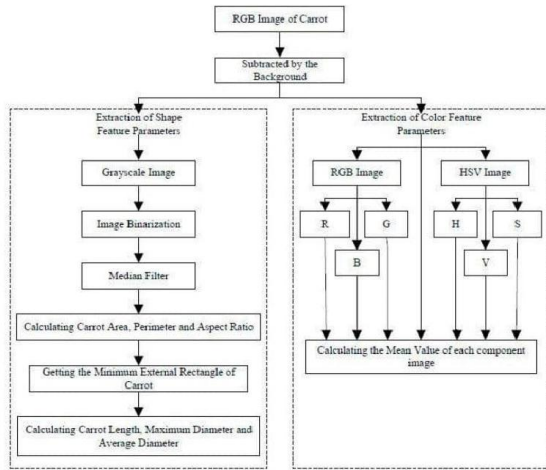 RGB Image of Carrot
Subtracted by the
Background
Extraction of Shape
Feature Parameters
Grayscale Image
Image Binarization
Median Filter
Calculating Carrot Area, Perimeter and Aspect Ratio
Getting the Minimum External Rectangle of
Carrot
Calculating Carrot Length, Maximum Diameter and
Average Diameter
Extraction of Color Feature
Parameters
RGB Image
HSV Image
R
G
H
S
B
V
Calculating the Mean Value of each component
image